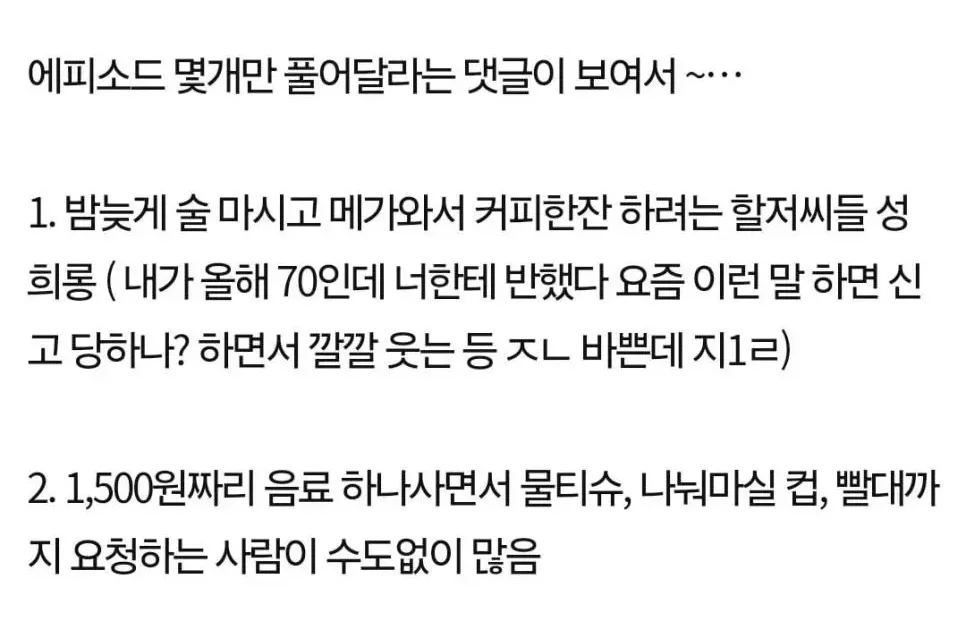 에피소드 몇개만 풀어달라는 댓글이 보여서 ~…
1. 밤늦게 술 마시고 메가와서 커피한잔 하려는 할저씨들 성
희롱 ( 내가 올해 70인데 너한테 반했다 요즘 이런 말 하면 신
고 당하나? 하면서 깔깔 웃는 등 ㅈㄴ 바쁜데 지1ㄹ)
2. 1,500원짜리 음료 하나사면서 물티슈, 나눠마실 컵, 빨대까
지 요청하는 사람이 수도없이 많음